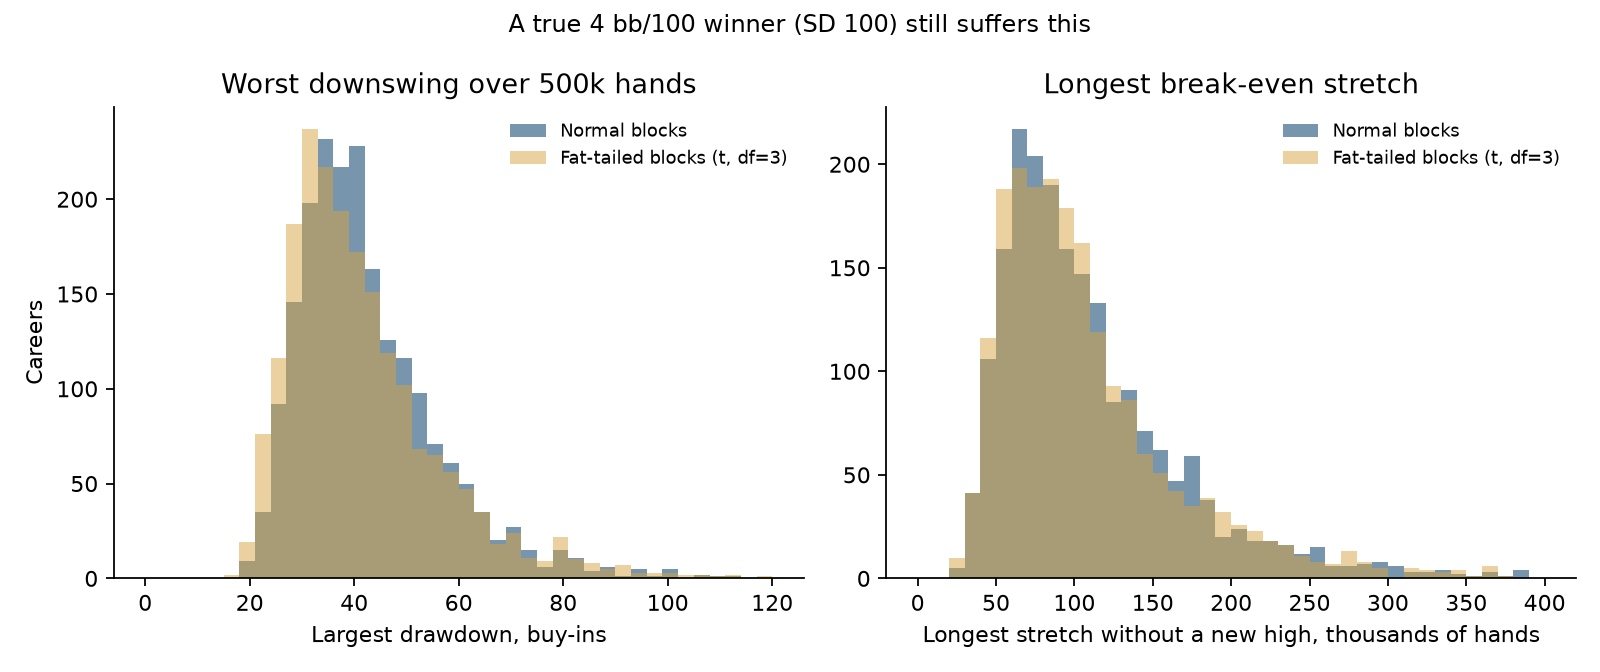 A true 4 bb/100 winner (SD 100) still suffers this
Worst downswing over 500k hands
Normal blocks
Fat-tailed blocks (t, df=3)
200
150
100
50
0
Careers
0 20 40 60 80 100 120
Largest drawdown, buy-ins
Longest break-even stretch
Normal blocks
Fat-tailed blocks (t, df=3)
200
150
100
50
0
0 50 100 150 200 250 300 350 400
Longest stretch without a new high, thousands of hands